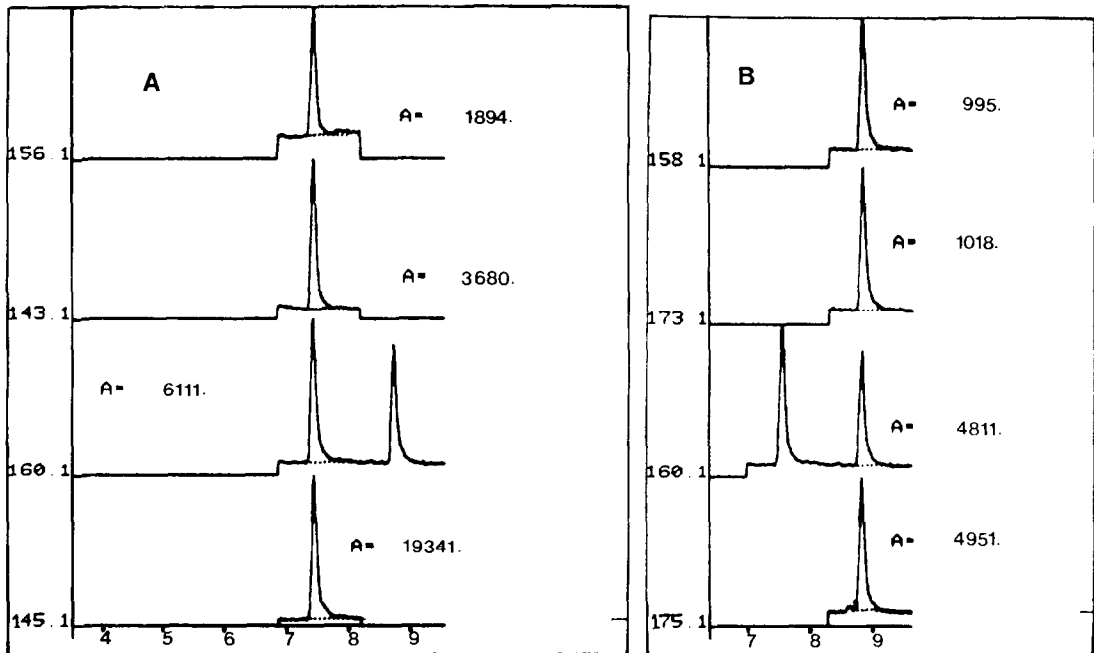 A
A= 1894.
156.1
A= 3680.
143.1
A= 6111.
160.1
A= 19341.
145.1
4 5 6 7 8 9
B
A= 995.
158 1
A= 1018.
173 1
A= 4811.
160.1
A= 4951.
175.1
7 8 9